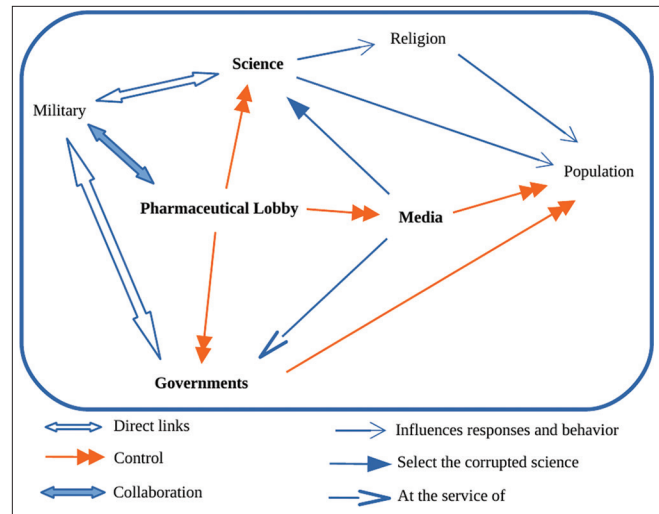 Religion
Science
Military
Population
Pharmaceutical Lobby
Media
Governments
Direct links
Influences responses and behavior
Control
Select the corrupted science
Collaboration
At the service of